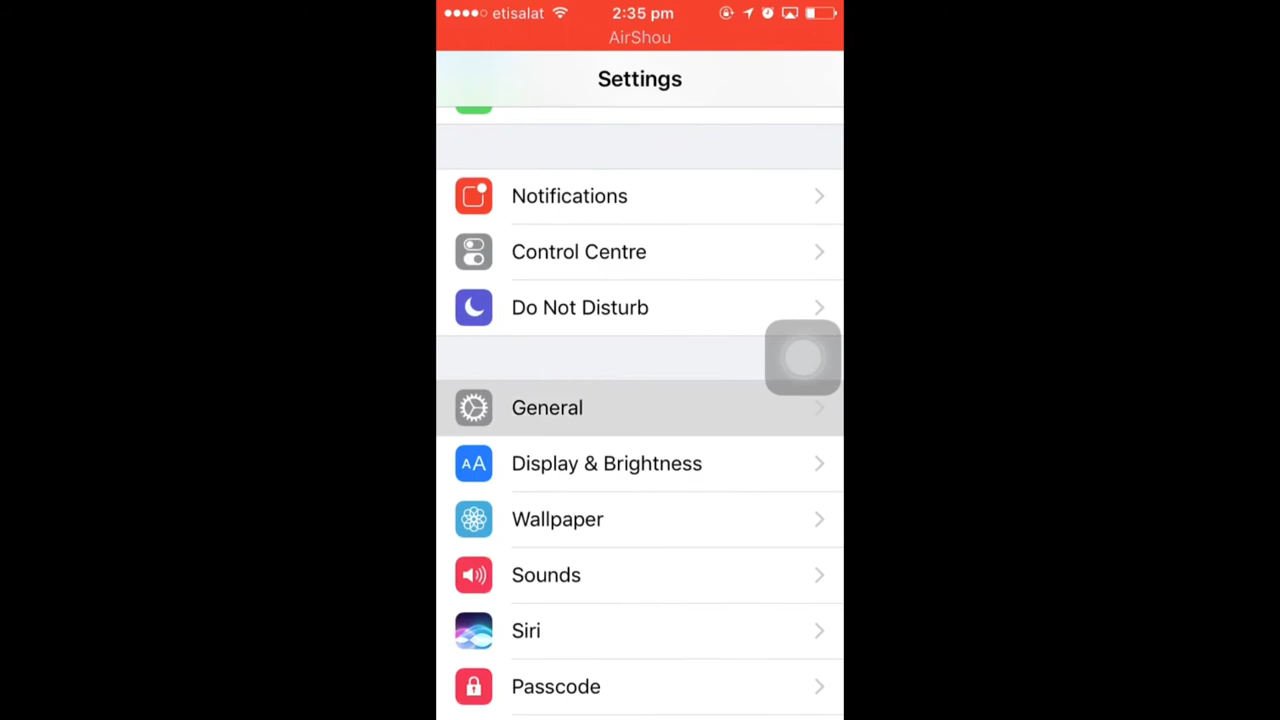 etisalat 2:35 pm
AirShou
Settings
Notifications
Control Centre
Do Not Disturb
General
AA Display & Brightness
Wallpaper
Sounds
Siri
Passcode